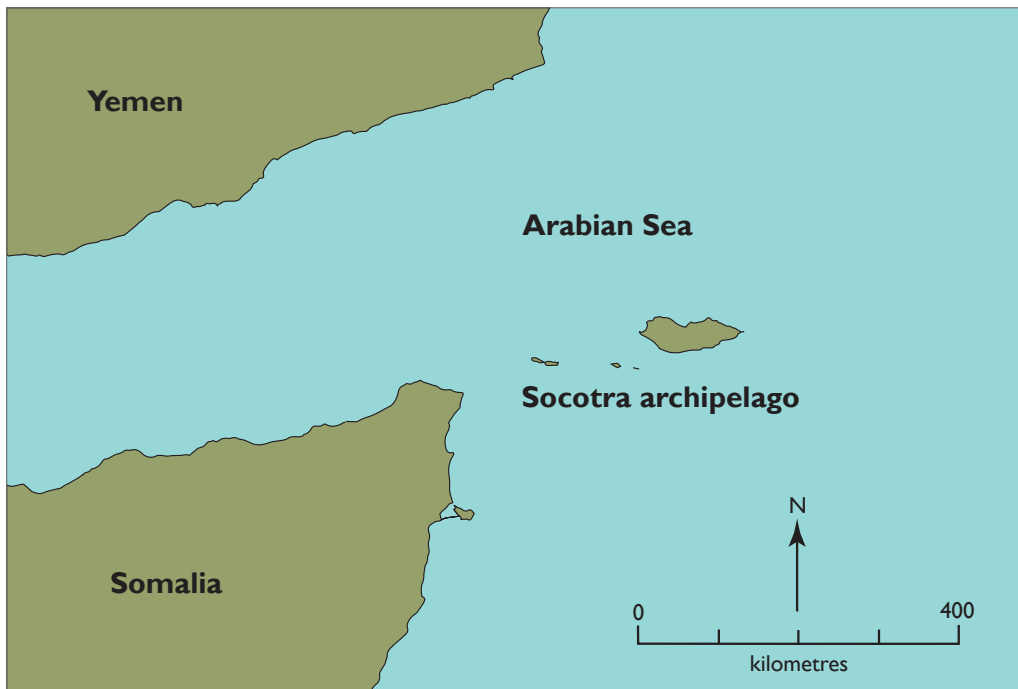 Yemen
Arabian Sea
Socotra archipelago
Somalia
N
0 400
kilometres